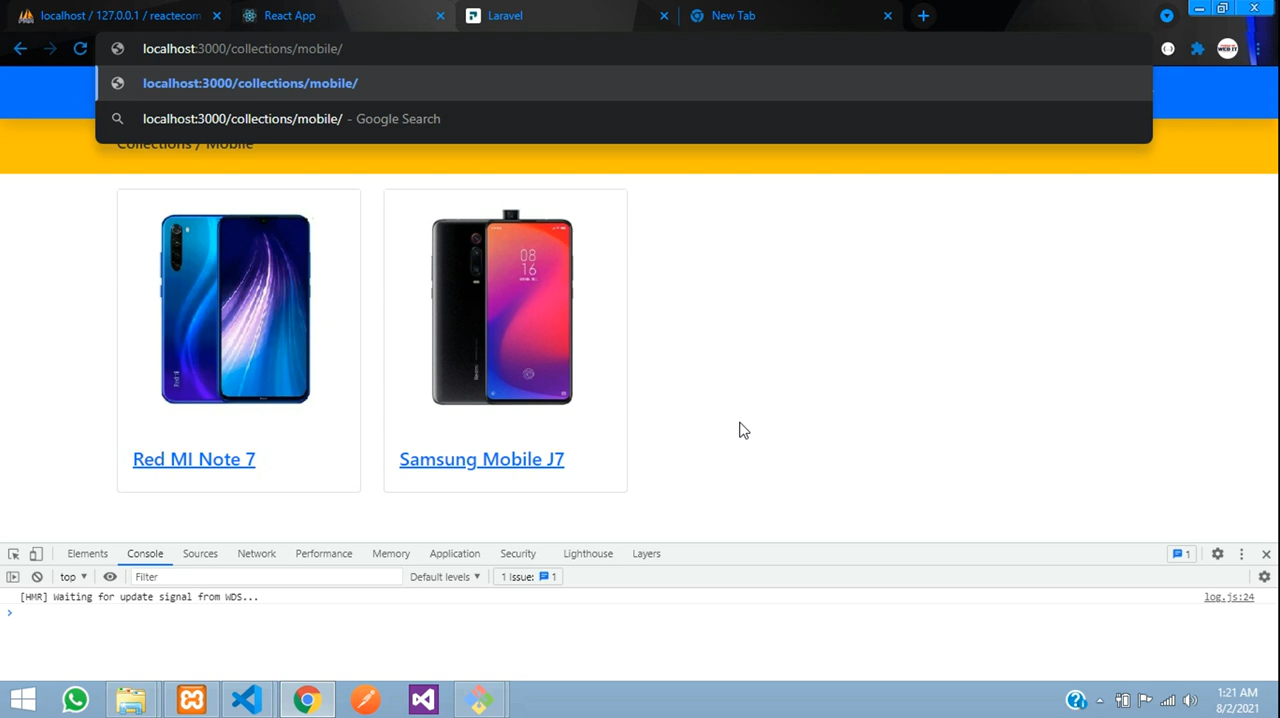 localhost / 127.0.0.1 / reactecom
React App
Laravel
New Tab
localhost:3000/collections/mobile/
localhost:3000/collections/mobile/
localhost:3000/collections/mobile/ - Google Search
Collections / Mobile
08
16
Red MI Note 7
Samsung Mobile J7
Elements
Console
Sources
Network
Performance
Memory
Application
Security
Lighthouse
Layers
1
top
Filter
Default levels
1 Issue:
1
[HMR] Waiting for update signal from WDS...
log.js:24
1:21 AM
8/2/2021